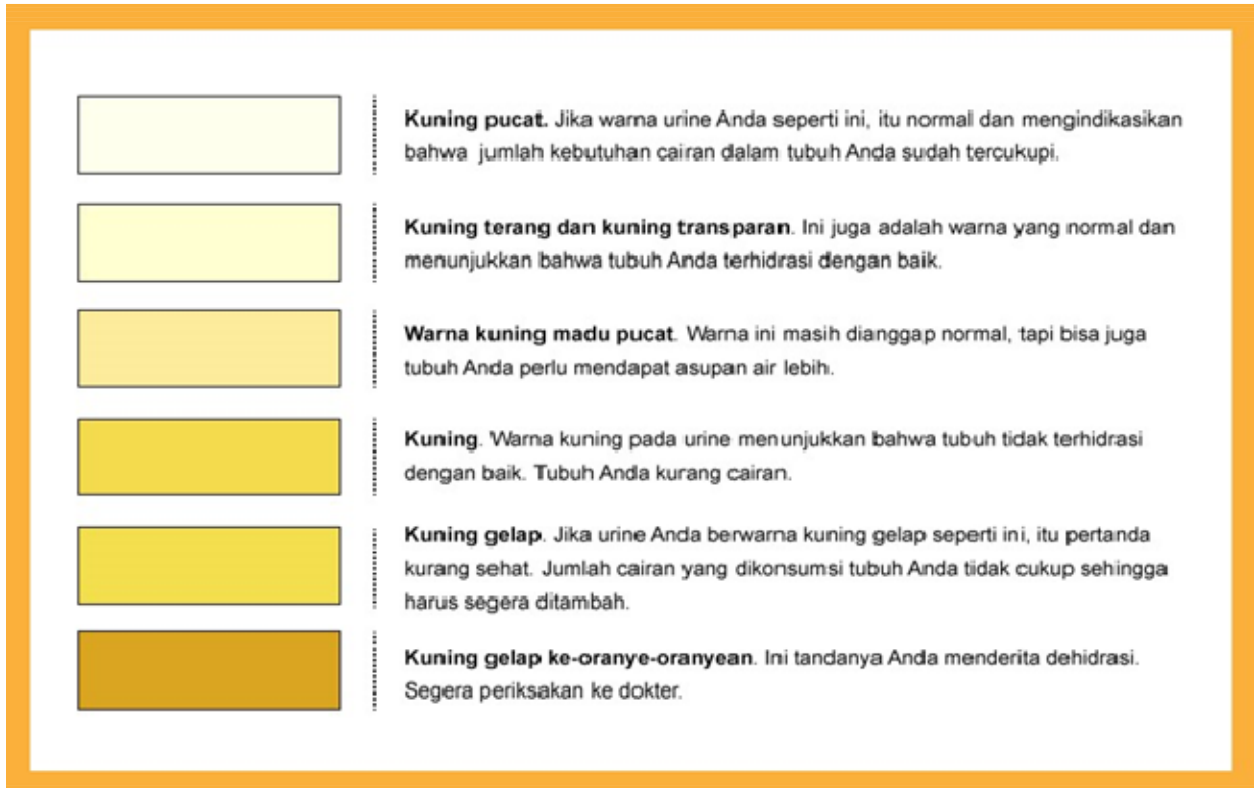 Kuning pucat. Jika warna urine Anda seperti ini, itu normal dan mengindikasikan
bahwa jumlah kebutuhan cairan dalam tubuh Anda sudah tercukupi.
Kuning terang dan kuning transparan. Ini juga adalah warna yang normal dan
menunjukkan bahwa tubuh Anda terhidrasi dengan baik.
Warna kuning madu pucat. Warna ini masih dianggap normal, tapi bisa juga
tubuh Anda perlu mendapat asupan air lebih.
Kuning. Warna kuning pada urine menunjukkan bahwa tubuh tidak terhidrasi
dengan baik. Tubuh Anda kurang cairan.
Kuning gelap. Jika urine Anda berwarna kuning gelap seperti ini, itu pertanda
kurang sehat. Jumlah cairan yang dikonsumsi tubuh Anda tidak cukup sehingga
harus segera ditambah.
Kuning gelap ke-oranye-oranyean. Ini tandanya Anda menderita dehidrasi.
Segera periksakan ke dokter.